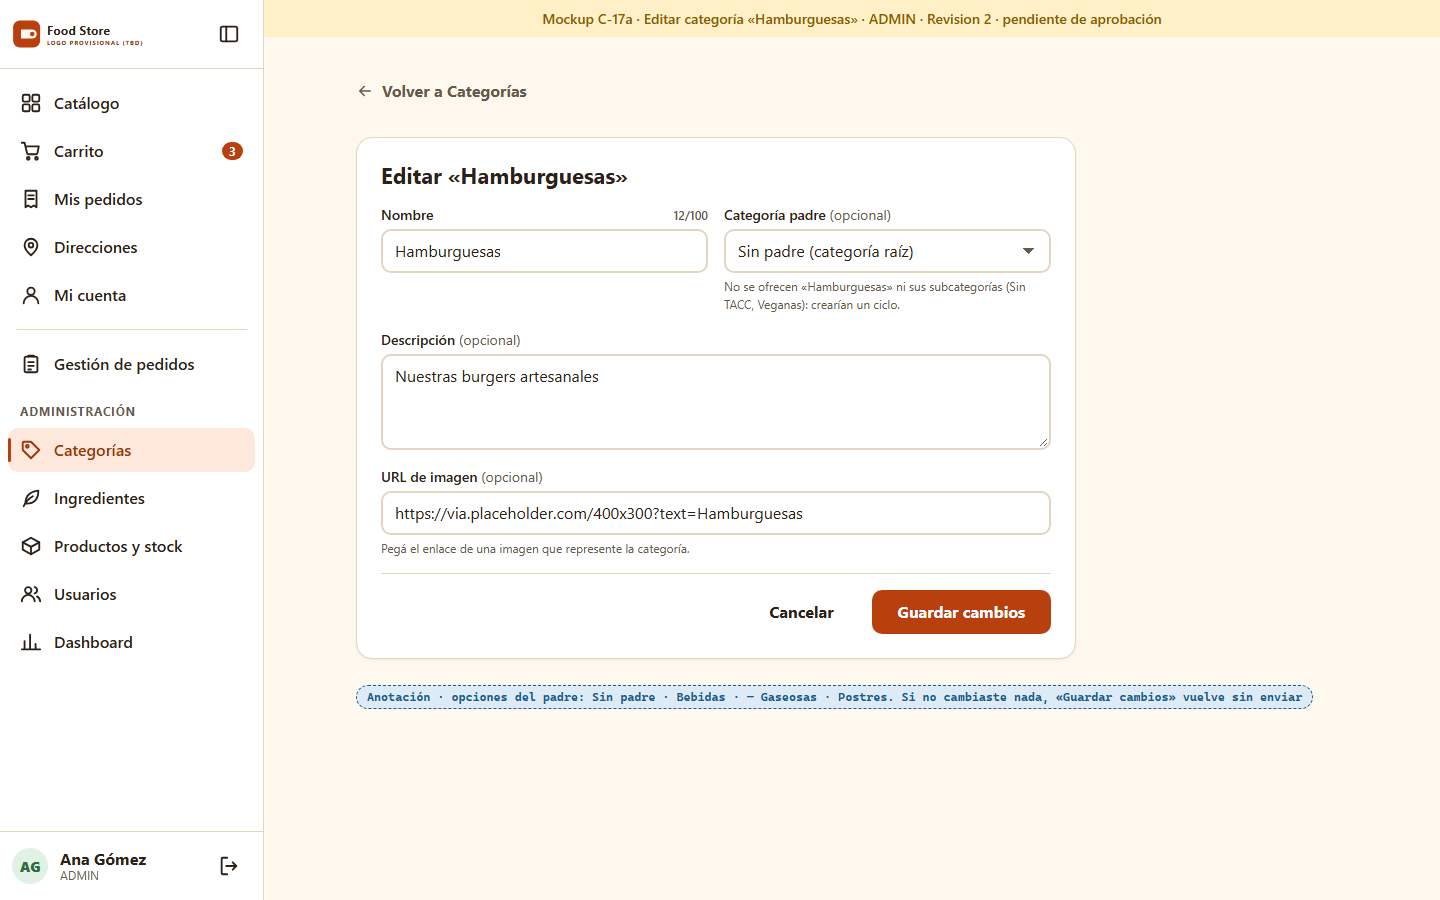 Food Store
LOGO PROVISIONAL (TBD)
Catálogo
Carrito
3
Mis pedidos
Direcciones
Mi cuenta
Gestión de pedidos
ADMINISTRACIÓN
Categorías
Ingredientes
Productos y stock
Usuarios
Dashboard
AG
Ana Gómez
ADMIN
Mockup C-17a · Editar categoría «Hamburguesas» · ADMIN · Revision 2 · pendiente de aprobación
← Volver a Categorías
Editar «Hamburguesas»
Nombre
12/100
Hamburguesas
Categoría padre (opcional)
Sin padre (categoría raíz)
No se ofrecen «Hamburguesas» ni sus subcategorías (Sin
TACC, Veganas): crearían un ciclo.
Descripción (opcional)
Nuestras burgers artesanales
URL de imagen (opcional)
https://via.placeholder.com/400x300?text=Hamburguesas
Pegá el enlace de una imagen que represente la categoría.
Cancelar
Guardar cambios
Anotación · opciones del padre: Sin padre · Bebidas · — Gaseosas · Postres. Si no cambiaste nada, «Guardar cambios» vuelve sin enviar